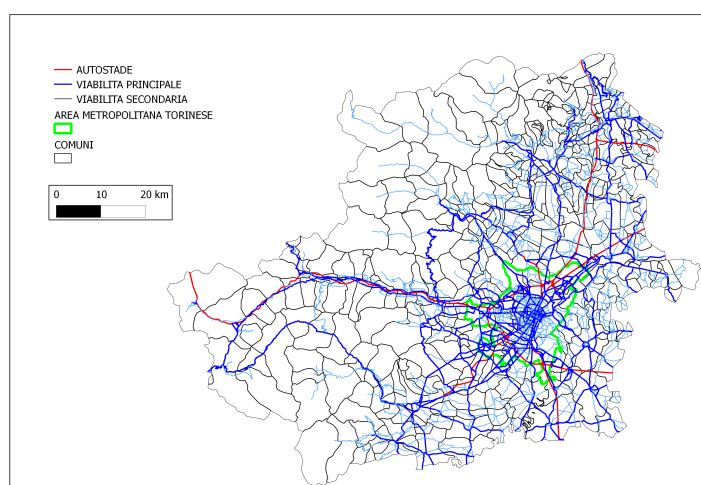 AUTOSTADE
VIABILITA PRINCIPALE
VIABILITA SECONDARIA
AREA METROPOLITANA TORINESE
COMUNI
0 10 20 km